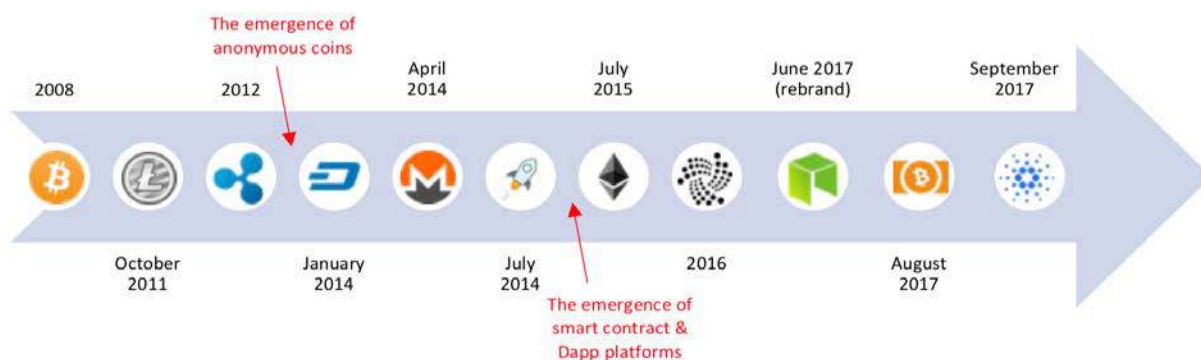 The emergence of
anonymous coins
2008
2012
April
2014
July
2015
June 2017
(rebrand)
September
2017
October
2011
January
2014
July
2014
2016
August
2017
The emergence of
smart contract &
Dapp platforms